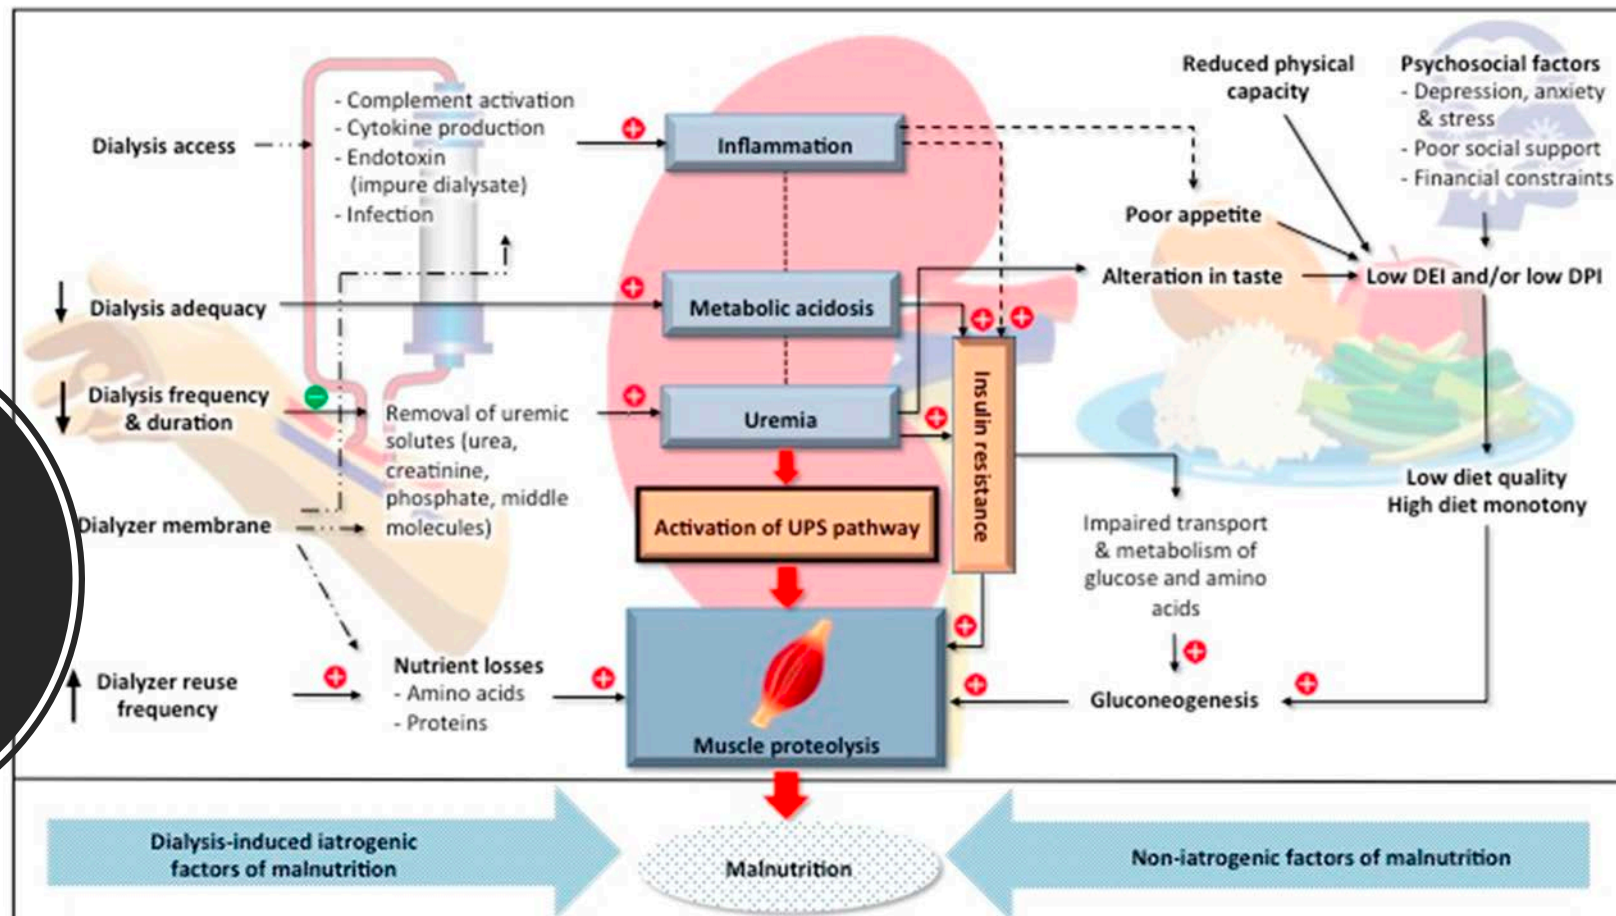 Dialysis access
- Complement activation
- Cytokine production
- Endotoxin
(impure dialysate)
- Infection
Dialysis adequacy
Dialysis frequency
& duration
Removal of uremic
solutes (urea,
creatinine,
phosphate, middle
molecules)
Dialyzer membrane
Dialyzer reuse
frequency
Nutrient losses
- Amino acids
- Proteins
Inflammation
Metabolic acidosis
Uremia
Activation of UPS pathway
Muscle proteolysis
Insulin resistance
Reduced physical
capacity
Psychosocial factors
- Depression, anxiety
& stress
- Poor social support
- Financial constraints
Poor appetite
Alteration in taste
Low DEI and/or low DPI
Low diet quality
High diet monotony
Impaired transport
& metabolism of
glucose and amino
acids
Gluconeogenesis
Dialysis-induced iatrogenic
factors of malnutrition
Malnutrition
Non-iatrogenic factors of malnutrition